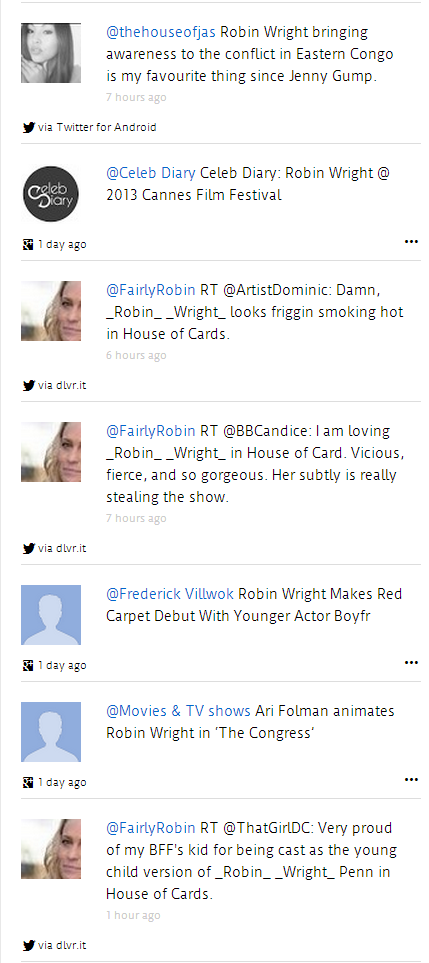 @thehouseofjas Robin Wright bringing
awareness to the conflict in Eastern Congo
is my favourite thing since Jenny Gump.
7 hours ago
via Twitter for Android
Celeb
Diary
@Celeb Diary Celeb Diary: Robin Wright @
2013 Cannes Film Festival
1 day ago
@FairlyRobin RT @ArtistDominic: Damn,
_Robin_ _Wright_ looks friggin smoking hot
in House of Cards.
6 hours ago
via dlvr.it
@FairlyRobin RT @BBCandice: I am loving
_Robin_ _Wright_ in House of Card. Vicious,
fierce, and so gorgeous. Her subtly is really
stealing the show.
7 hours ago
via dlvr.it
@Frederick Villwok Robin Wright Makes Red
Carpet Debut With Younger Actor Boyfr
1 day ago
@Movies & TV shows Ari Folman animates
Robin Wright in ‘The Congress’
1 day ago
@FairlyRobin RT @ThatGirlDC: Very proud
of my BFF's kid for being cast as the young
child version of _Robin_ _Wright_ Penn in
House of Cards.
1 hour ago
via dlvr.it